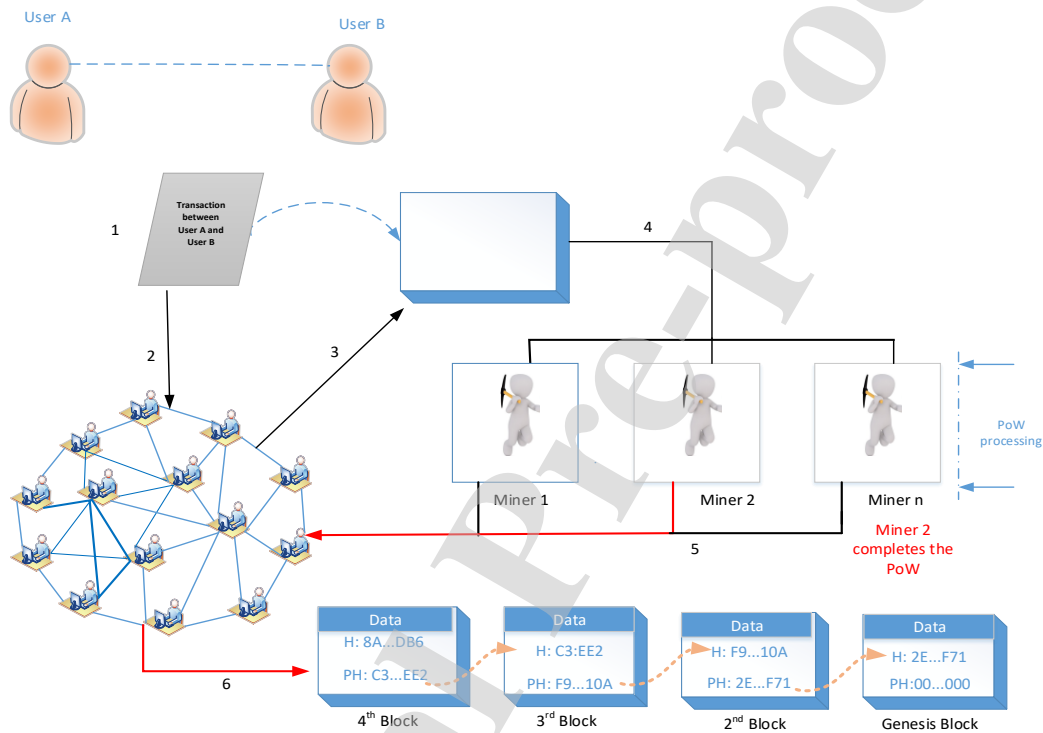 User A
User B
Transaction
between
User A and
User B
1
2
3
4
Miner 1
Miner 2
Miner n
PoW
processing
Miner 2
completes the
PoW
5
6
Data
H: 8A...DB6
PH: C3...EE2
4th Block
Data
H: C3:EE2
PH: F9...10A
3rd Block
Data
H: F9...10A
PH: 2E...F71
2nd Block
Data
H: 2E...F71
PH:00...000
Genesis Block